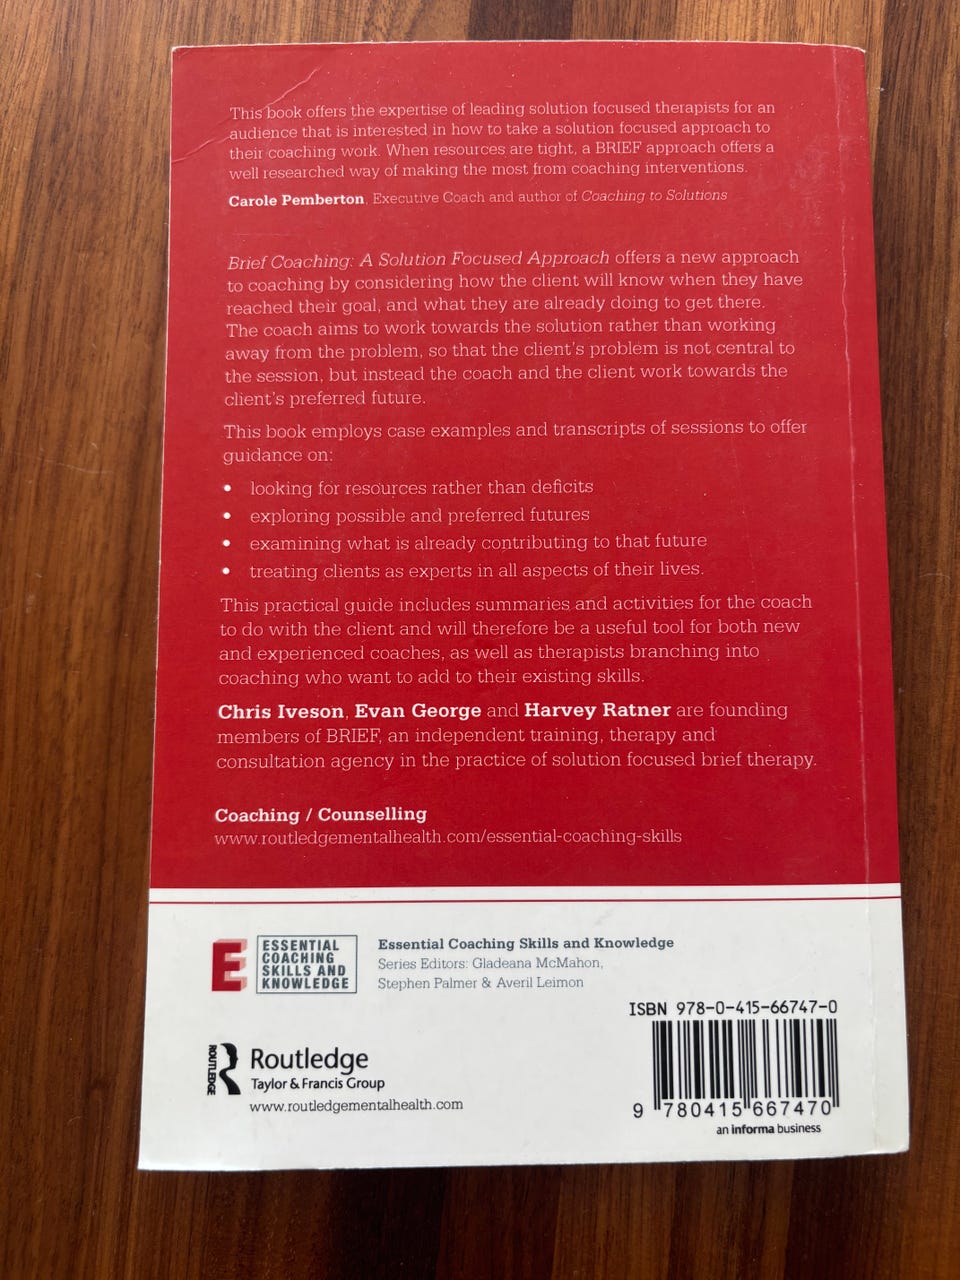 This book offers the expertise of leading solution focused therapists for an
audience that is interested in how to take a solution focused approach to
their coaching work. When resources are tight, a BRIEF approach offers a
well researched way of making the most from coaching interventions.
Carole Pemberton, Executive Coach and author of Coaching to Solutions
Brief Coaching: A Solution Focused Approach offers a new approach
to coaching by considering how the client will know when they have
reached their goal, and what they are already doing to get there.
The coach aims to work towards the solution rather than working
away from the problem, so that the client's problem is not central to
the session, but instead the coach and the client work towards the
client's preferred future.
This book employs case examples and transcripts of sessions to offer
guidance on:
• looking for resources rather than deficits
• exploring possible and preferred futures
• examining what is already contributing to that future
• treating clients as experts in all aspects of their lives.
This practical guide includes summaries and activities for the coach
to do with the client and will therefore be a useful tool for both new
and experienced coaches, as well as therapists branching into
coaching who want to add to their existing skills.
Chris Iveson, Evan George and Harvey Ratner are founding
members of BRIEF, an independent training, therapy and
consultation agency in the practice of solution focused brief therapy.
Coaching / Counselling
www.routledgementalhealth.com/essential-coaching-skills
E
ESSENTIAL
COACHING
SKILLS AND
KNOWLEDGE
Essential Coaching Skills and Knowledge
Series Editors: Gladeana McMahon,
Stephen Palmer & Averil Leimon
ROUTLEDGE
Routledge
Taylor & Francis Group
www.routledgementalhealth.com
ISBN 978-0-415-66747-0
9 780415 667470
an informa business